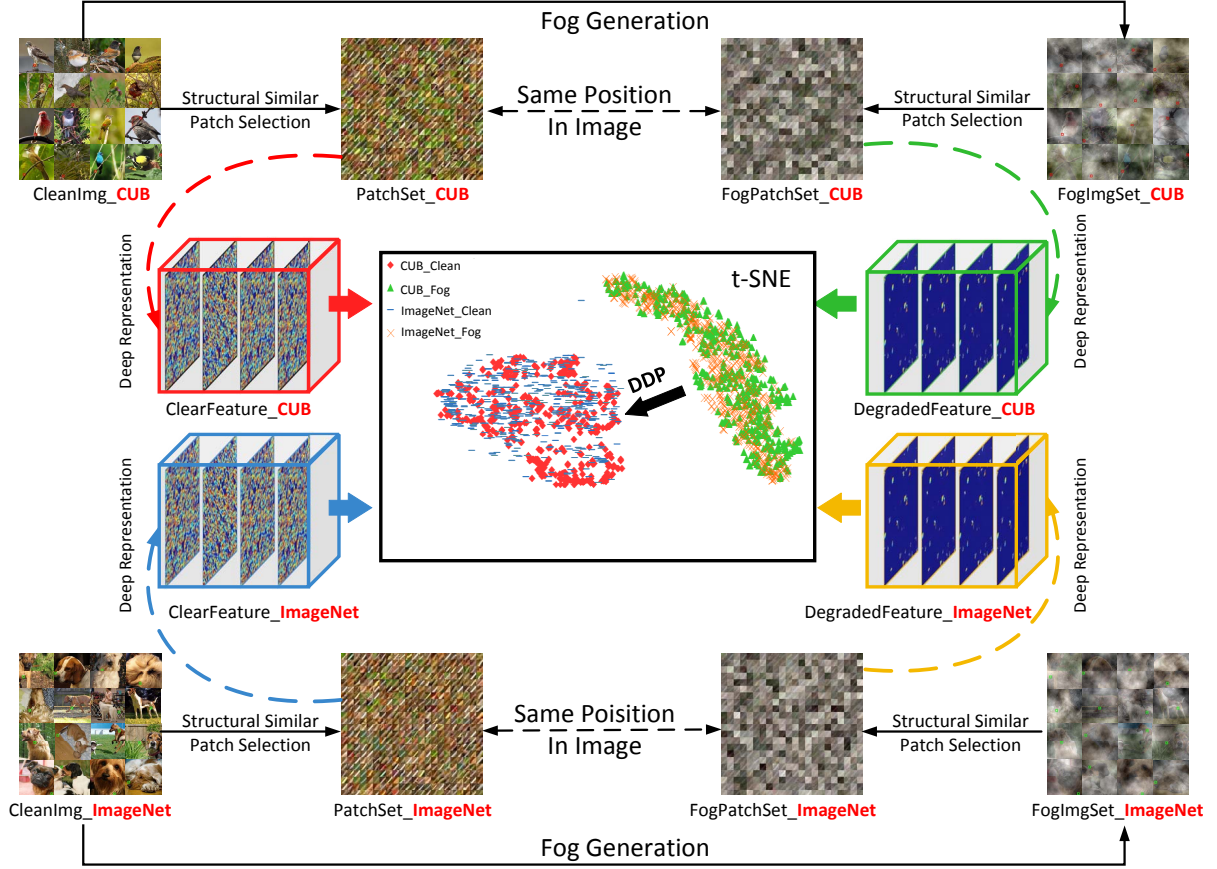 Fog Generation
Structural Similar
Patch Selection
Same Position
In Image
Structural Similar
Patch Selection
CleanImg_CUB
PatchSet_CUB
FogPatchSet_CUB
FogImgSet_CUB
Deep Representation
ClearFeature_CUB
t-SNE
CUB_Clean
CUB_Fog
ImageNet_Clean
ImageNet_Fog
DDP
Deep Representation
DegradedFeature_CUB
Deep Representation
ClearFeature_ImageNet
Deep Representation
DegradedFeature_ImageNet
Structural Similar
Patch Selection
Same Poisition
In Image
Structural Similar
Patch Selection
CleanImg_ImageNet
PatchSet_ImageNet
FogPatchSet_ImageNet
FogImgSet_ImageNet
Fog Generation